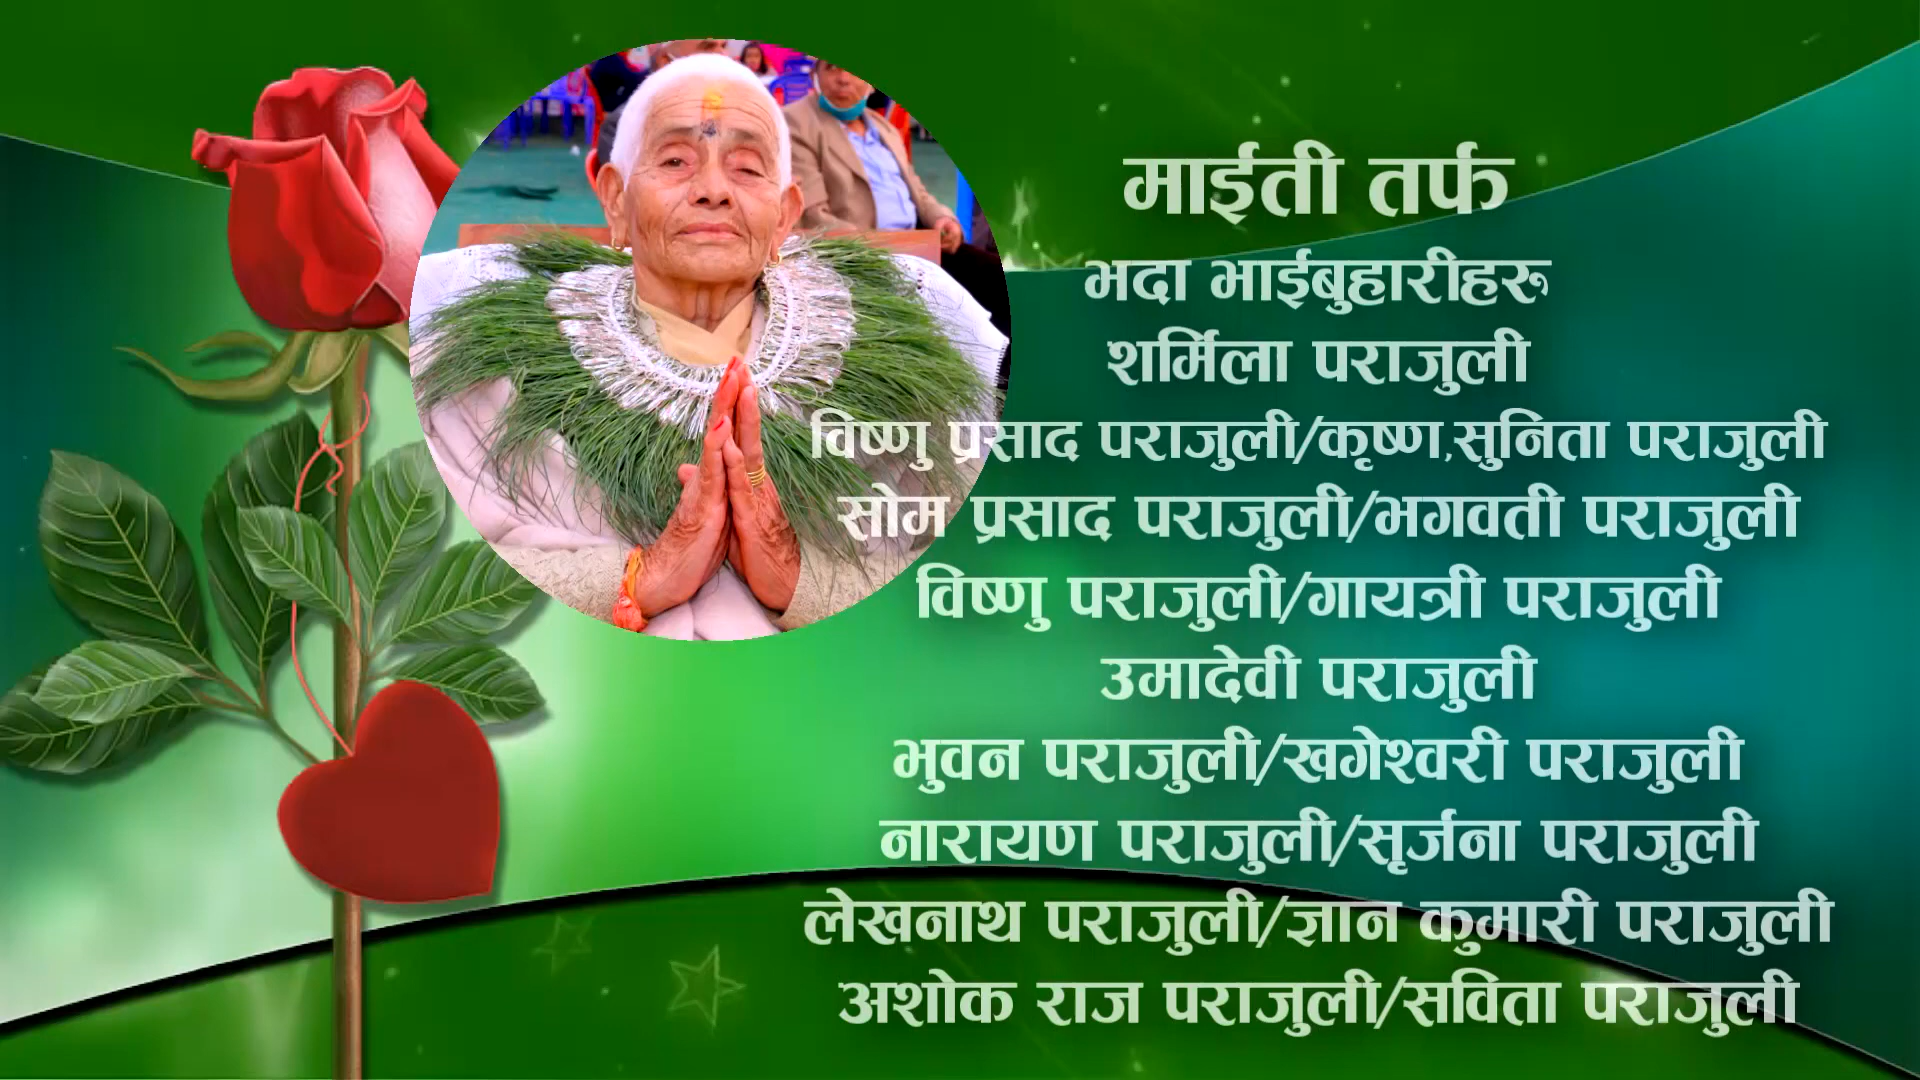 माईती तर्फ
भदा भाईबुहारीहरु
शर्मिला पराजुली
विष्णु प्रसाद पराजुली/कृष्ण,सुनिता पराजुली
सोम प्रसाद पराजुली/भगवती पराजुली
विष्णु पराजुली/गायत्री पराजुली
उमादेवी पराजुली
भुवन पराजुली/खगेश्वरी पराजुली
नारायण पराजुली/सृर्जना पराजुली
लेखनाथ पराजुली/ज्ञान कुमारी पराजुली
अशोक राज पराजुली/सविता पराजुली